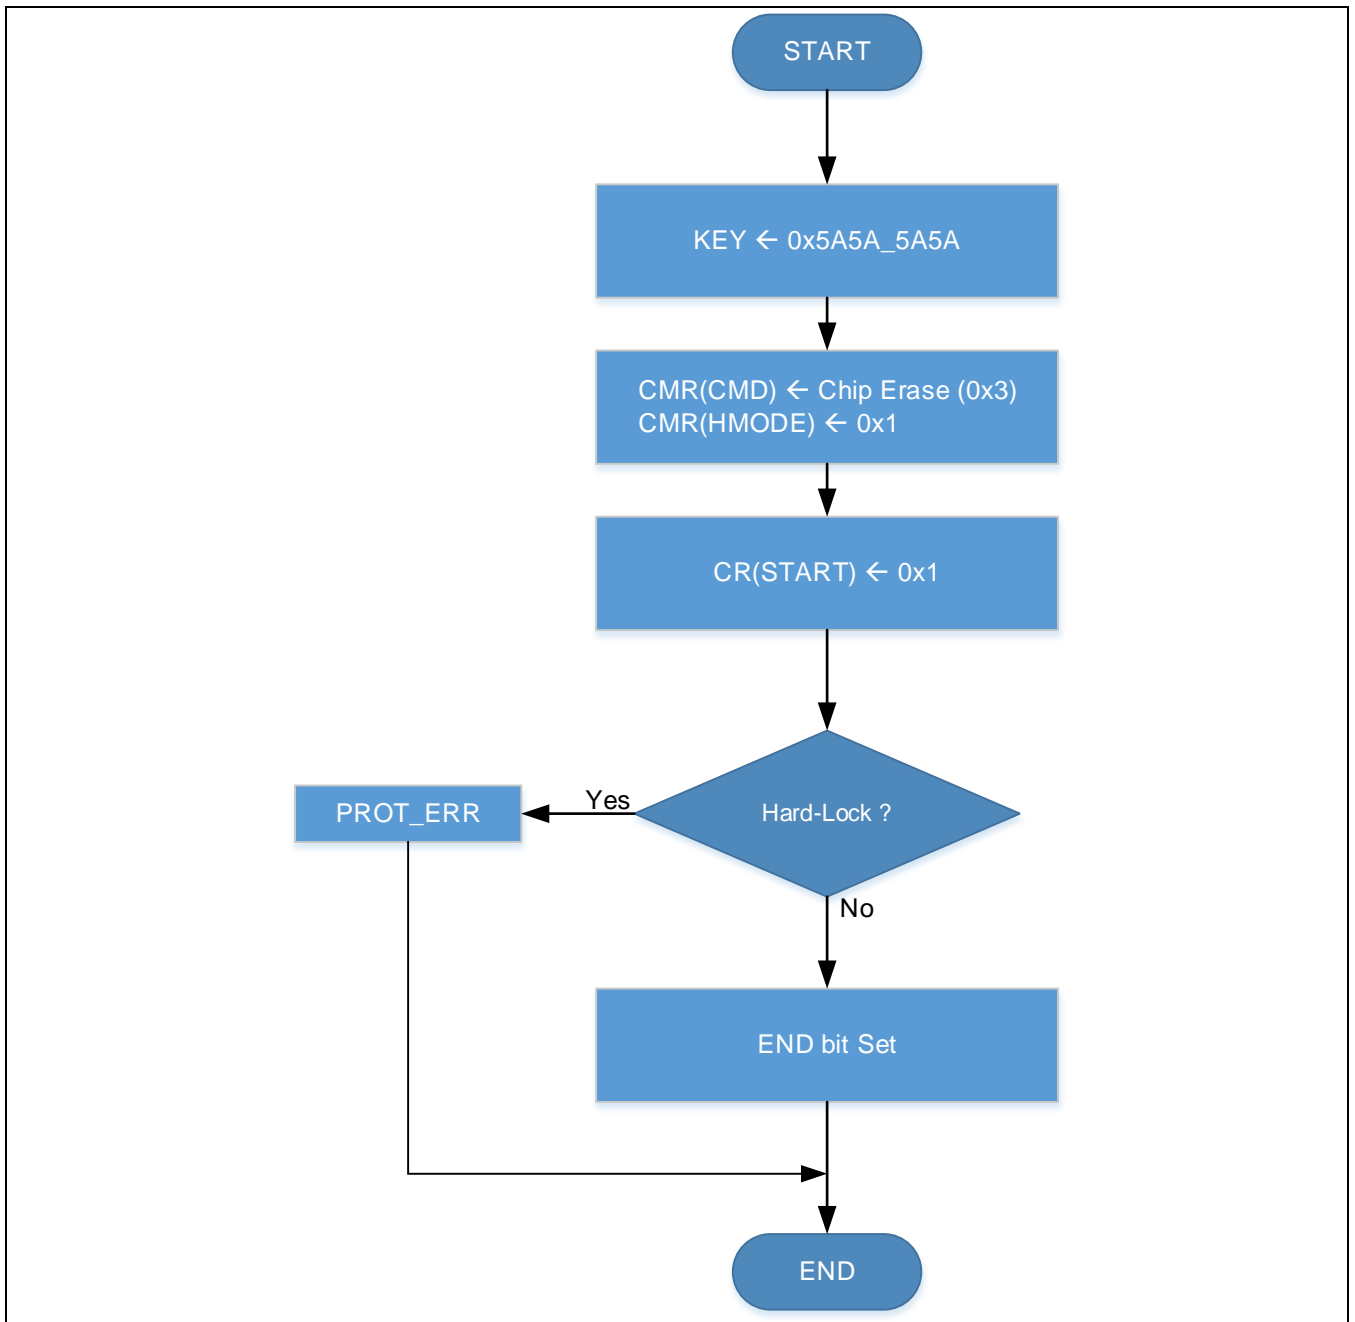 START
KEY ← 0x5A5A_5A5A
CMR(CMD) ← Chip Erase (0x3)
CMR(HMODE) ← 0x1
CR(START) ← 0x1
Hard-Lock ?
Yes
PROT_ERR
No
END bit Set
END